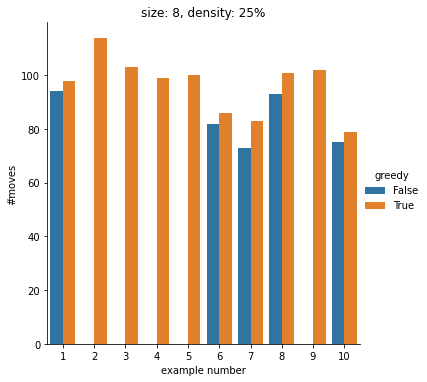 size: 8, density: 25%
#moves
100
80
60
40
20
0
1 2 3 4 5 6 7 8 9 10
example number
greedy
False
True